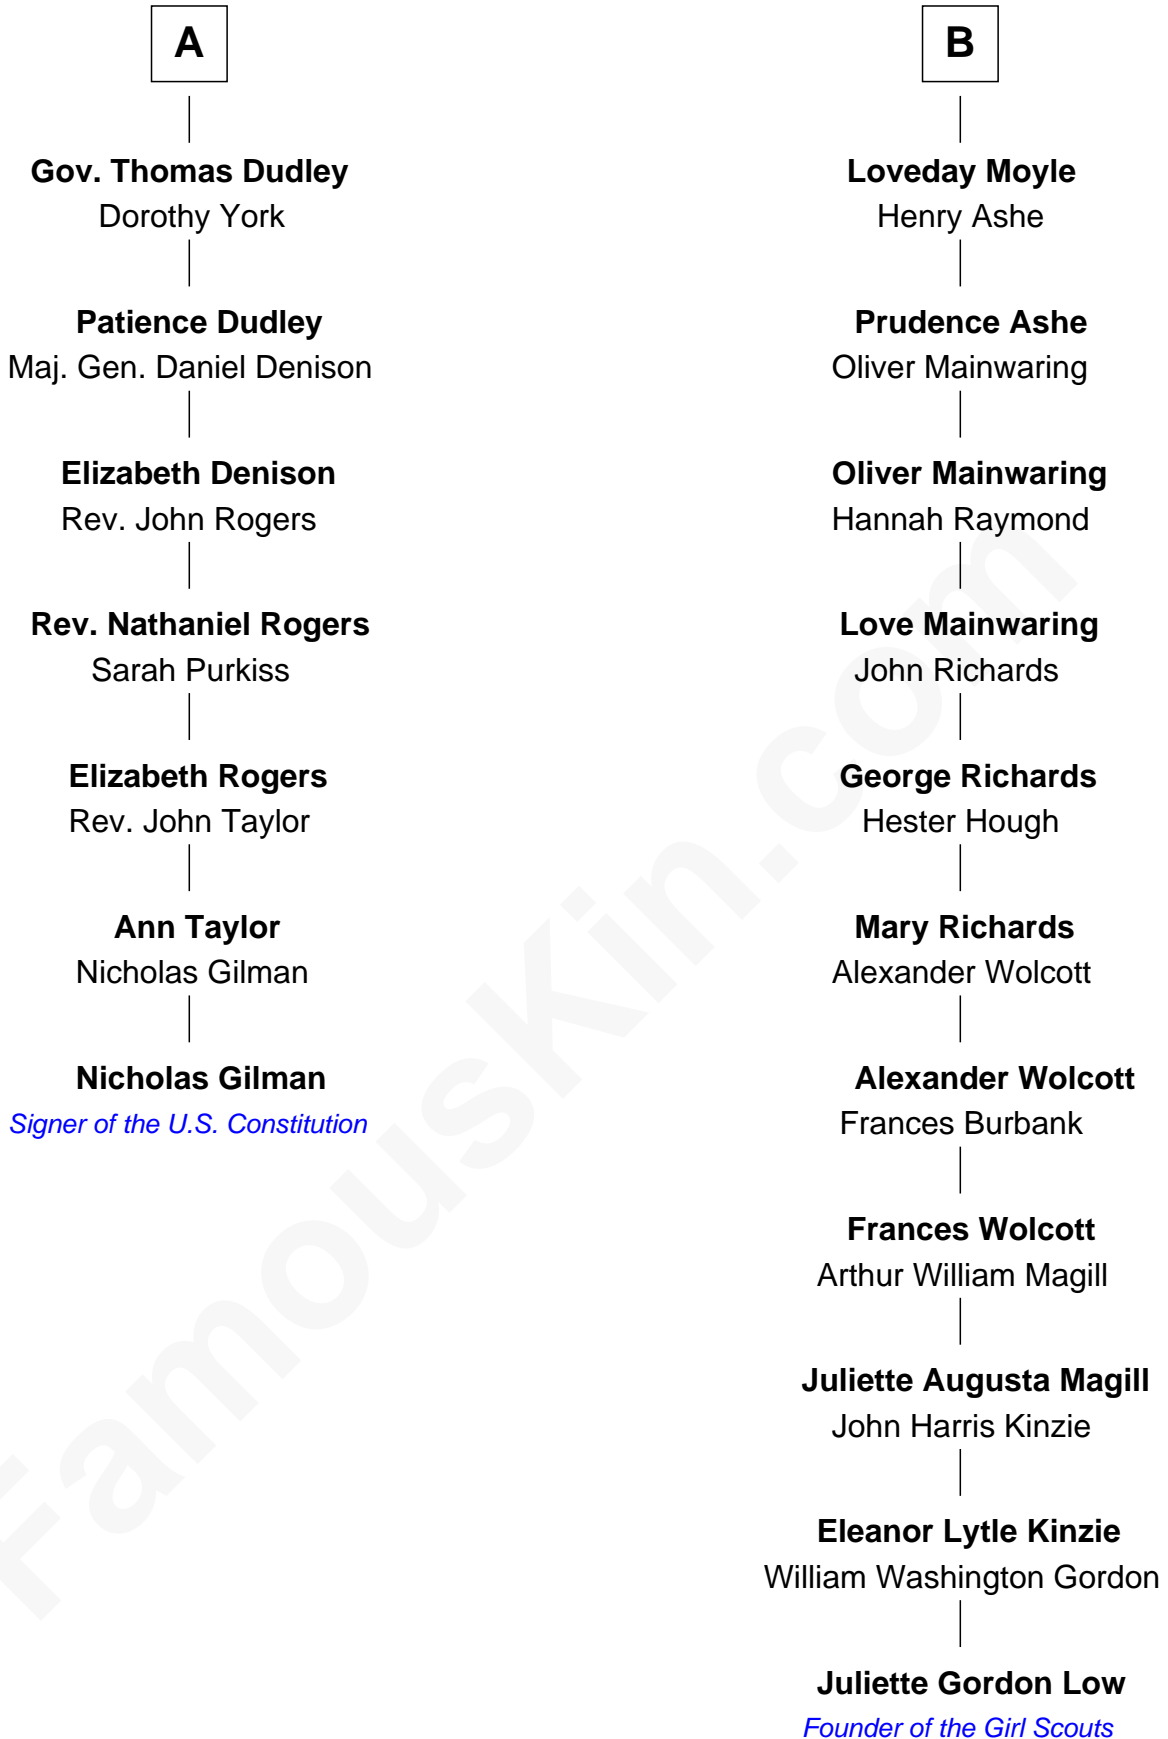 A
Gov. Thomas Dudley
Dorothy York
Patience Dudley
Maj. Gen. Daniel Denison
Elizabeth Denison
Rev. John Rogers
Rev. Nathaniel Rogers
Sarah Purkiss
Elizabeth Rogers
Rev. John Taylor
Ann Taylor
Nicholas Gilman
Nicholas Gilman
Signer of the U.S. Constitution
B
Loveday Moyle
Henry Ashe
Prudence Ashe
Oliver Mainwaring
Oliver Mainwaring
Hannah Raymond
Love Mainwaring
John Richards
George Richards
Hester Hough
Mary Richards
Alexander Wolcott
Alexander Wolcott
Frances Burbank
Frances Wolcott
Arthur William Magill
Juliette Augusta Magill
John Harris Kinzie
Eleanor Lytle Kinzie
William Washington Gordon
Juliette Gordon Low
Founder of the Girl Scouts
FamousKin.com